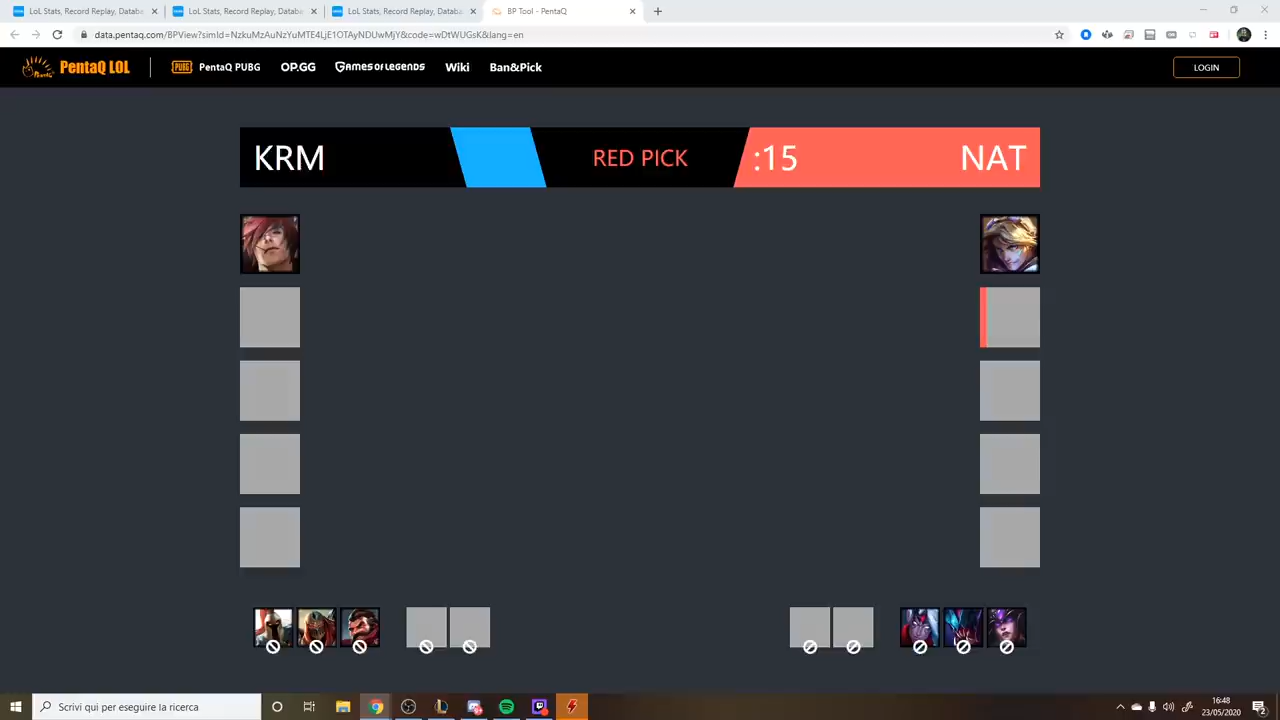 LoL Stats, Record Replay, Databa
LoL Stats, Record Replay, Databa
LoL Stats, Record Replay, Databa
BP Tool - PentaQ
data.pentaq.com/BPView?simId=NzkuMzAuNzYuMTE4LjE1OTAyNDUwMjY&code=wDtWUGsK&lang=en
PentaQ LOL
PUBG
PentaQ PUBG
OP.GG
GAMES OF LEGENDS
Wiki
Ban&Pick
LOGIN
KRM
RED PICK
:15
NAT
Scrivi qui per eseguire la ricerca
16:48
23/05/2020
2